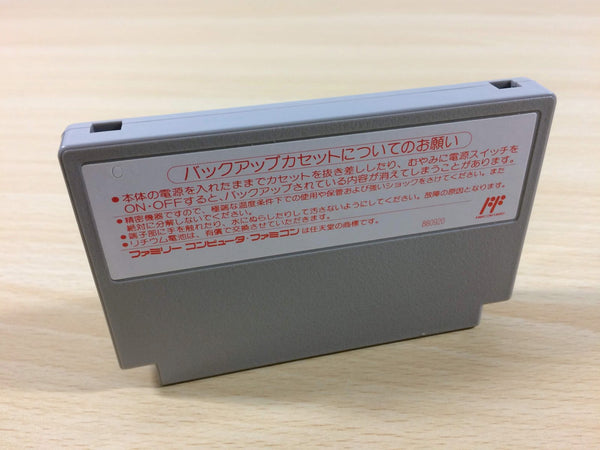 バックアップカセットについてのお願い
●本体の電源を入れたままでカセットを抜き差ししたり、むやみに電源スイッチを
ON・OFFすると、バックアップされている内容が消えてしまうことがあります。
●精密機器ですので、極端な温度条件下での使用や保管および強いショックをさけてください。また
絶対に分解しないでください。
●端子部に手を触れたり、水にぬらしたりして汚さないようにしてください。故障の原因となります。
●リチウム電池は、有償で交換させていただきます。
ファミリーコンピュータ・ファミコンは任天堂の商標です。
860920